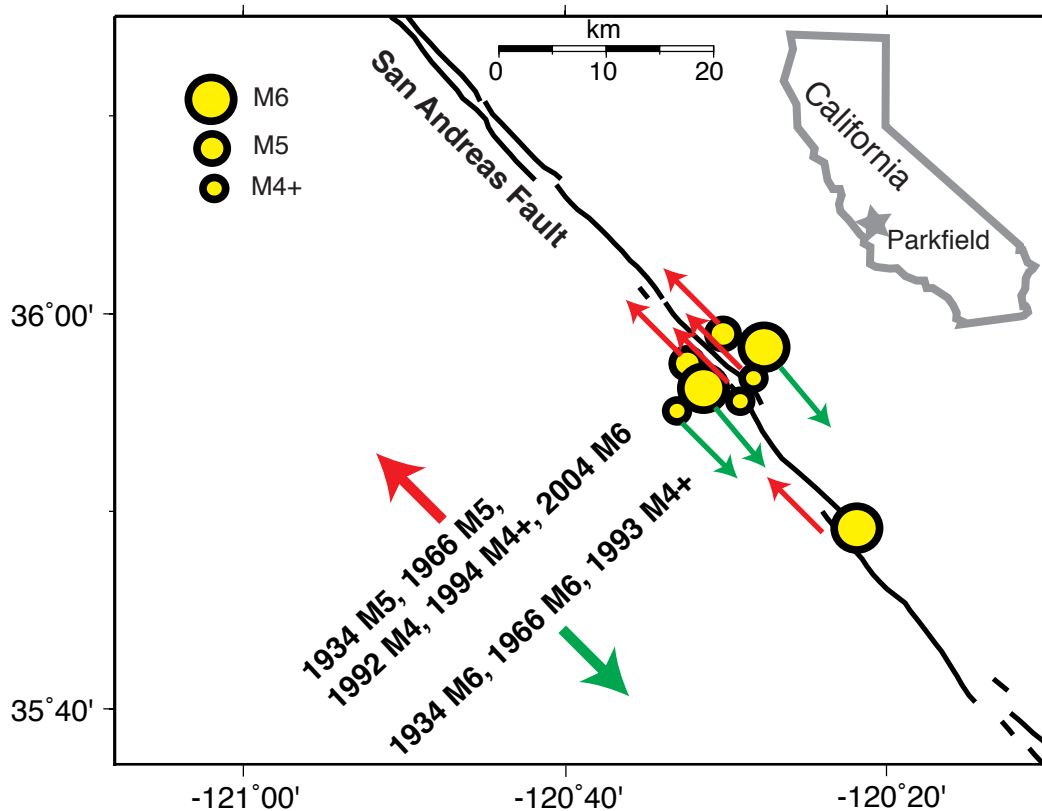 km
0 10 20
M6
M5
M4+
San Andreas Fault
California
Parkfield
36°00'
35°40'
1934 M5, 1966 M5,
1992 M4, 1994 M4+, 2004 M6
1934 M6, 1966 M6, 1993 M4+
-121°00' -120°40' -120°20'